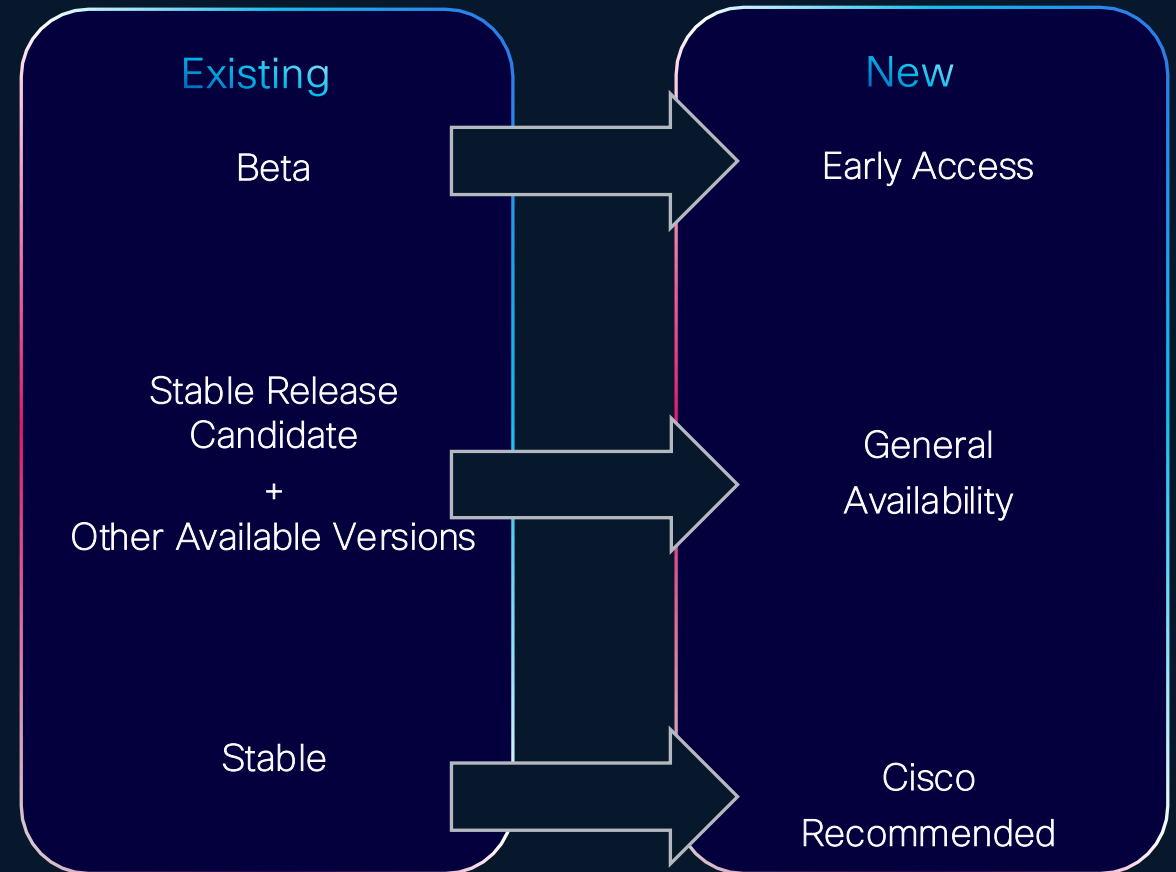 Existing
Beta
Stable Release
Candidate
+
Other Available Versions
Stable
New
Early Access
General
Availability
Cisco
Recommended